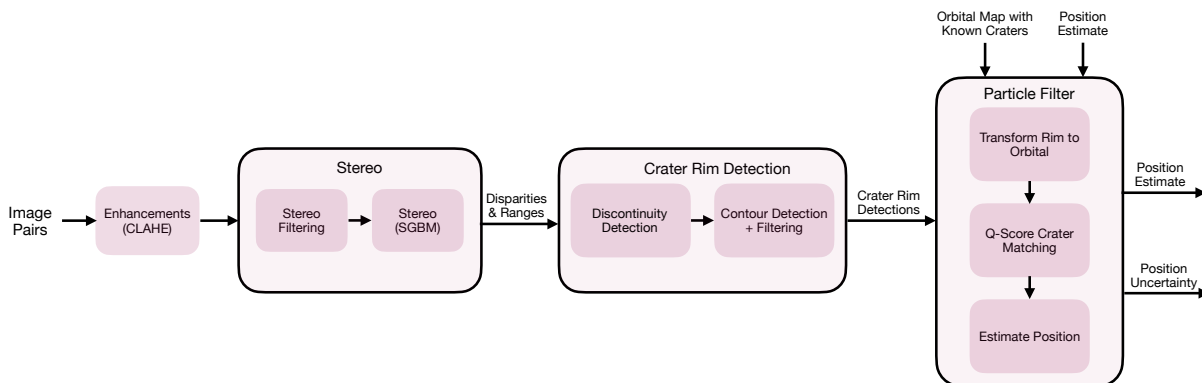 Image
Pairs
Enhancements
(CLAHE)
Stereo
Stereo
Filtering
Stereo
(SGBM)
Disparities
& Ranges
Crater Rim Detection
Discontinuity
Detection
Contour Detection
+ Filtering
Crater Rim
Detections
Orbital Map with
Known Craters
Position
Estimate
Particle Filter
Transform Rim to
Orbital
Q-Score Crater
Matching
Estimate Position
Position
Estimate
Position
Uncertainty